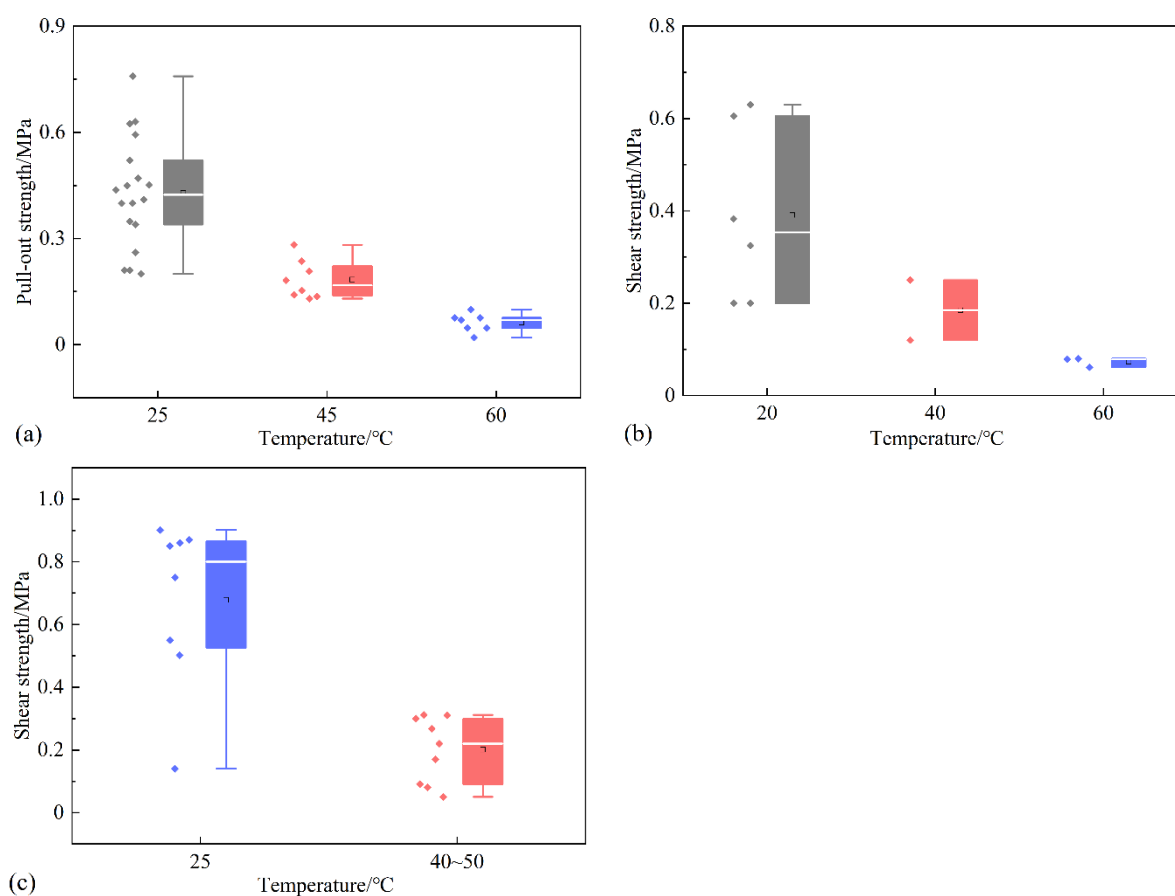 0.9
0.6
0.3
0
Pull-out strength/MPa
25 45 60
Temperature/°C
(a)
0.8
0.6
0.4
0.2
0
Shear strength/MPa
20 40 60
Temperature/°C
(b)
1.0
0.8
0.6
0.4
0.2
0
Shear strength/MPa
25 40~50
Temperature/°C
(c)